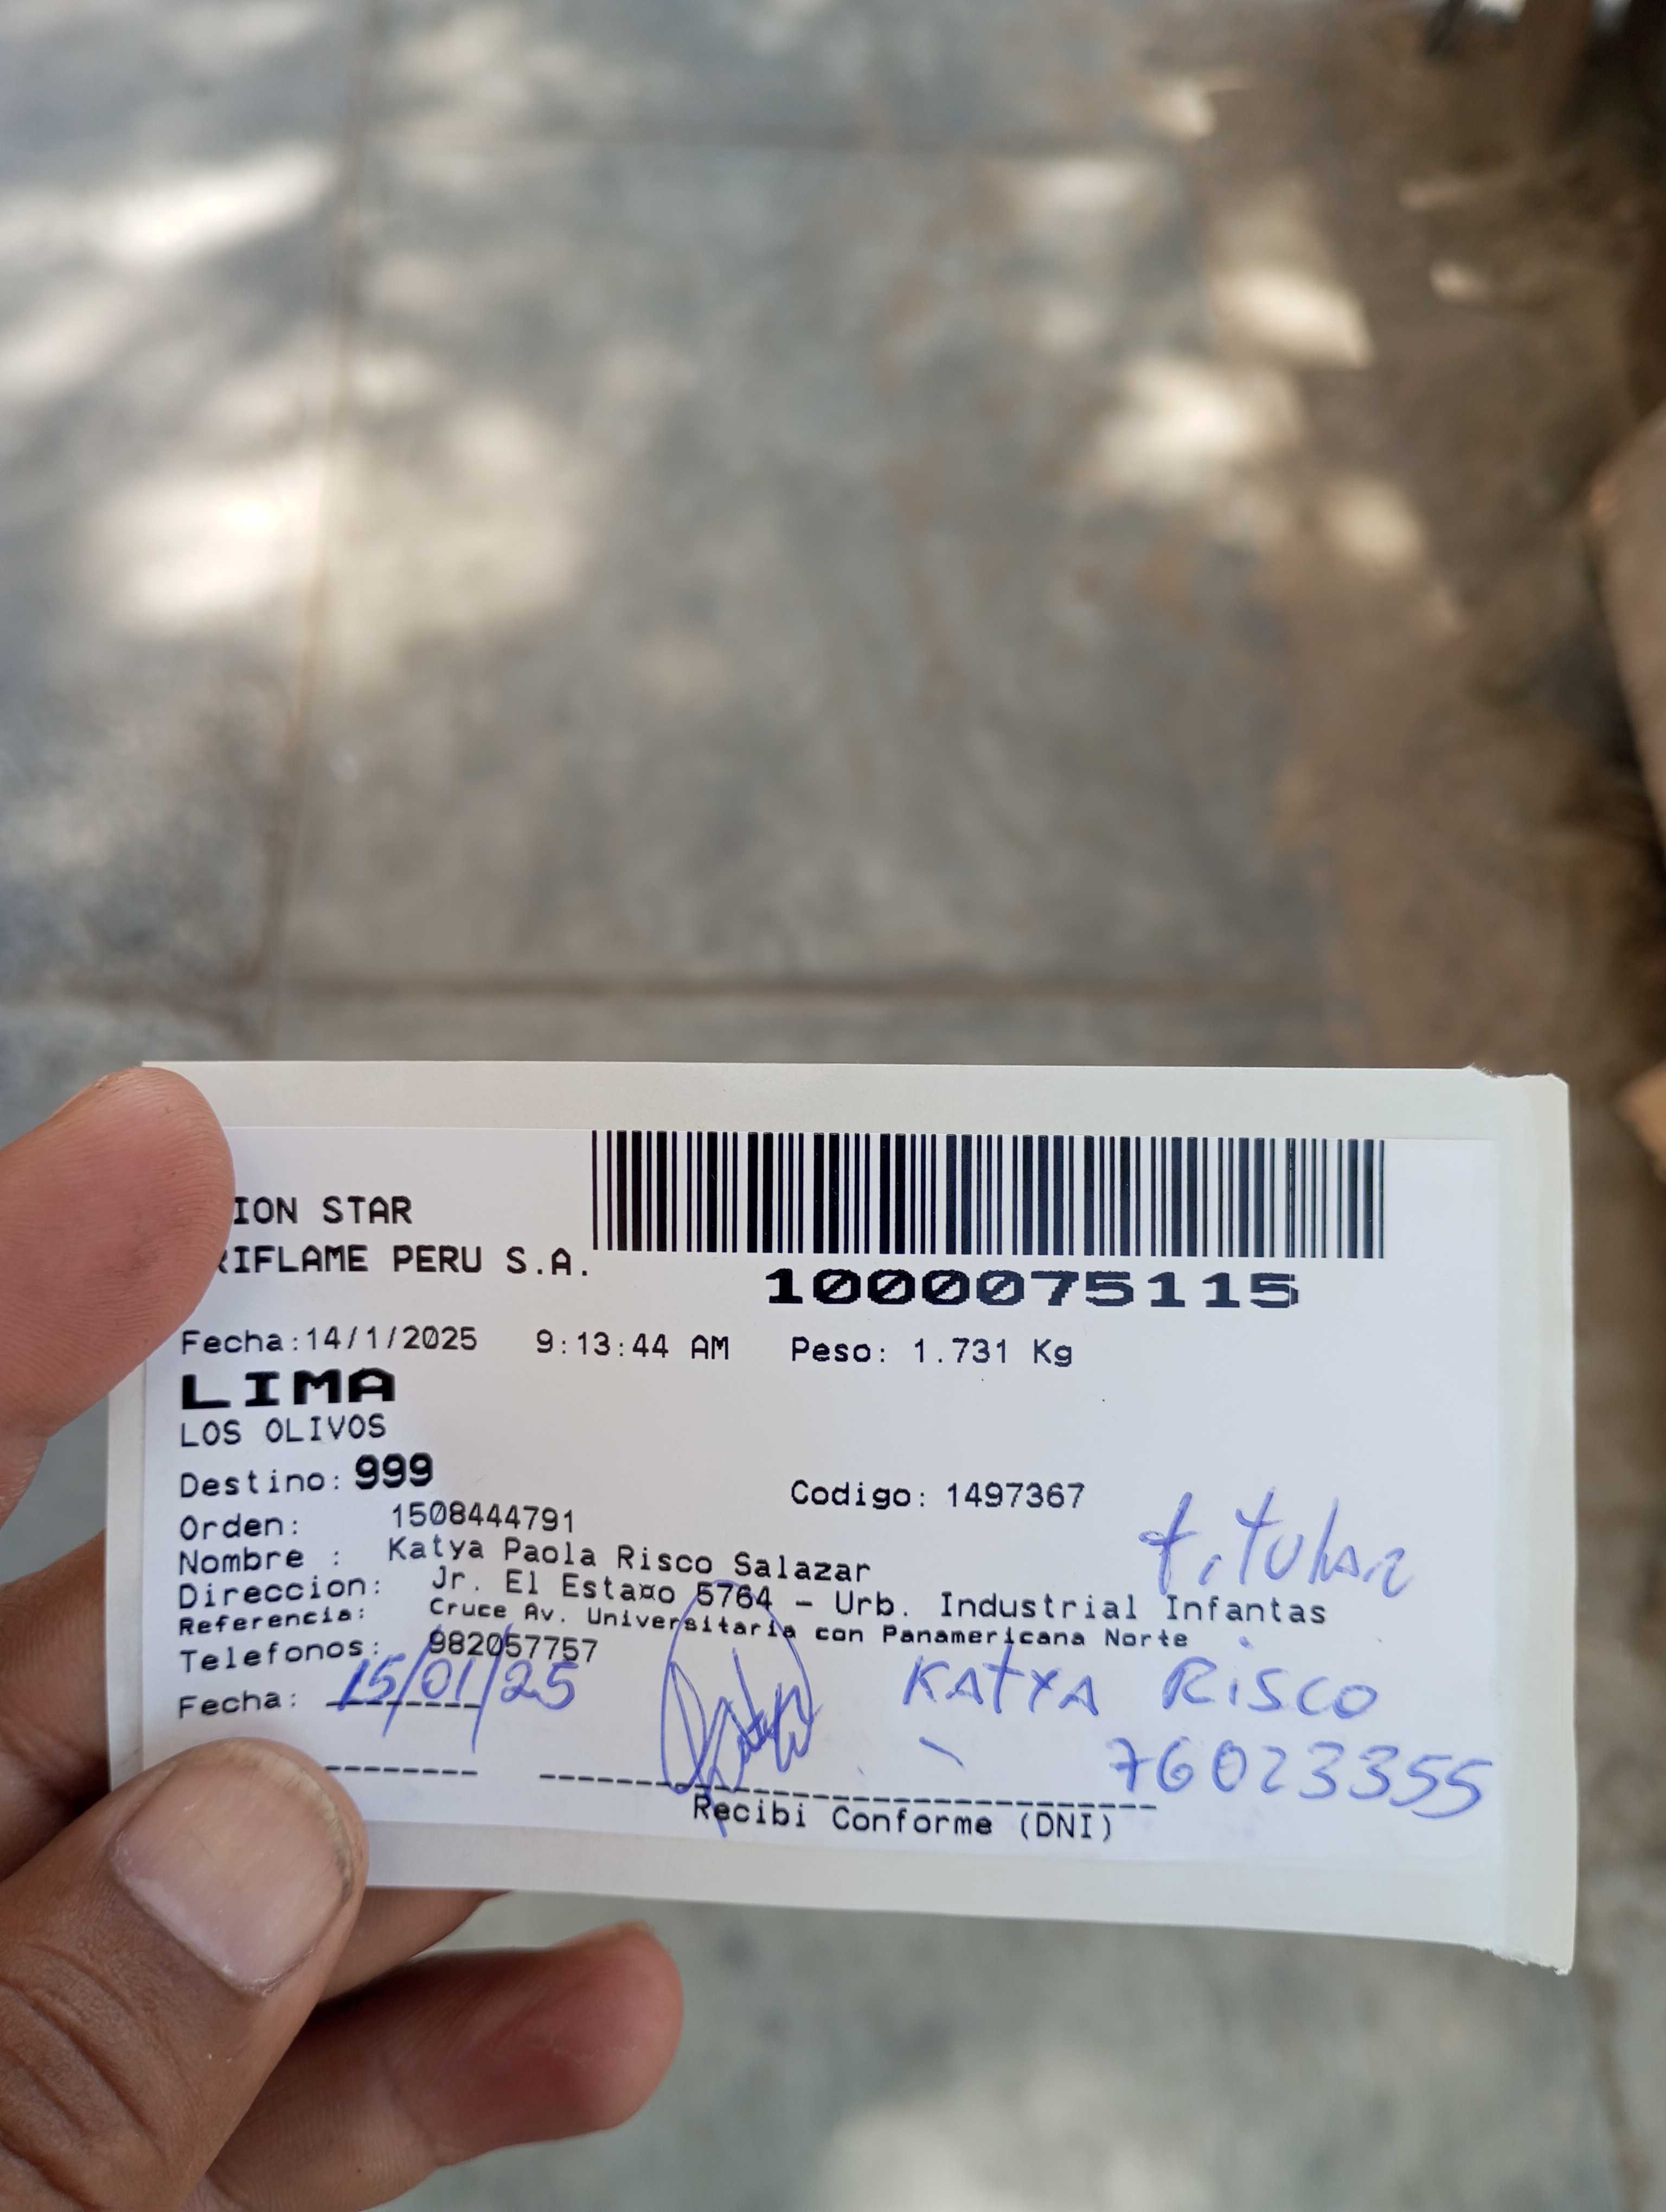 ION STAR
RIFLAME PERU S.A.
1000075115
Fecha:14/1/2025 9:13:44 AM Peso: 1.731 Kg
LIMA
LOS OLIVOS
Destino: 999 Codigo: 1497367
Orden: 1508444791
titular
Nombre : Katya Paola Risco Salazar
Direccion: Jr. El Esta¤o 5764 - Urb. Industrial Infantas
Referencia: Cruce Av. Universitaria con Panamericana Norte
Telefonos: 982057757
Fecha: 15/01/25 KATYA RISCO
76023355
Recibi Conforme (DNI)